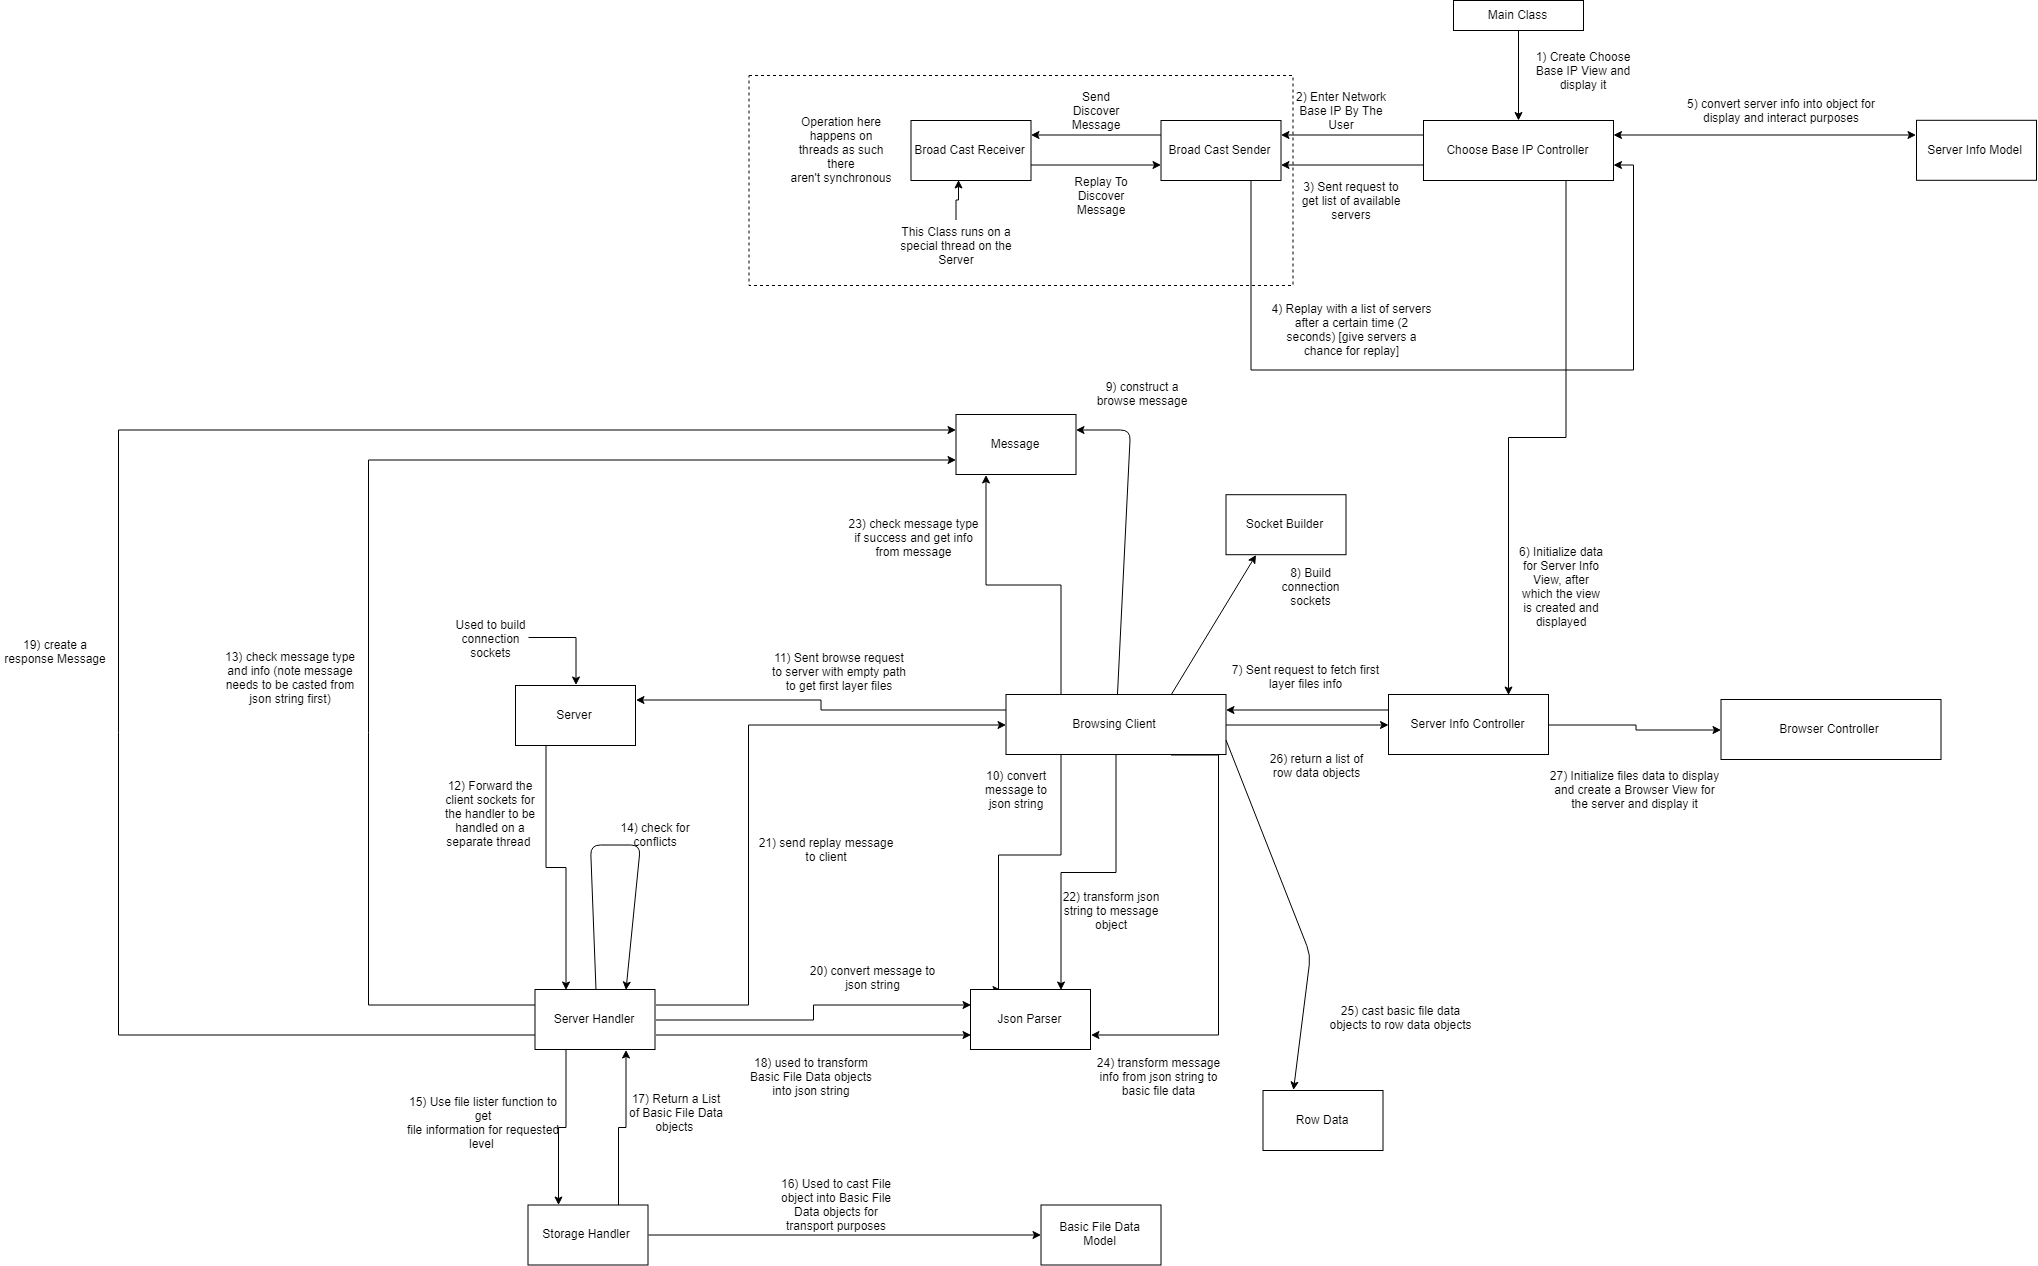 Main Class
1) Create Choose
Base IP View and
display it
5) convert server info into object for
display and interact purposes
Send
Discover
Message
2) Enter Network
Base IP By The
User
Operation here
happens on
threads as such
there
aren't synchronous
Broad Cast Receiver
Broad Cast Sender
Choose Base IP Controller
Server Info Model
Replay To
Discover
Message
3) Sent request to
get list of available
servers
This Class runs on a
special thread on the
Server
4) Replay with a list of servers
after a certain time (2
seconds) [give servers a
chance for replay]
9) construct a
browse message
Message
23) check message type
if success and get info
from message
Socket Builder
8) Build
connection
sockets
6) Initialize data
for Server Info
View, after
which the view
is created and
displayed
Used to build
connection
sockets
19) create a
response Message
13) check message type
and info (note message
needs to be casted from
json string first)
11) Sent browse request
to server with empty path
to get first layer files
7) Sent request to fetch first
layer files info
Server
Browsing Client
Server Info Controller
Browser Controller
26) return a list of
row data objects
27) Initialize files data to display
and create a Browser View for
the server and display it
12) Forward the
client sockets for
the handler to be
handled on a
separate thread
10) convert
message to
json string
14) check for
conflicts
21) send replay message
to client
22) transform json
string to message
object
20) convert message to
json string
Server Handler
Json Parser
25) cast basic file data
objects to row data objects
18) used to transform
Basic File Data objects
into json string
24) transform message
info from json string to
basic file data
15) Use file lister function to
get
file information for requested
level
17) Return a List
of Basic File Data
objects
Row Data
16) Used to cast File
object into Basic File
Data objects for
transport purposes
Storage Handler
Basic File Data
Model